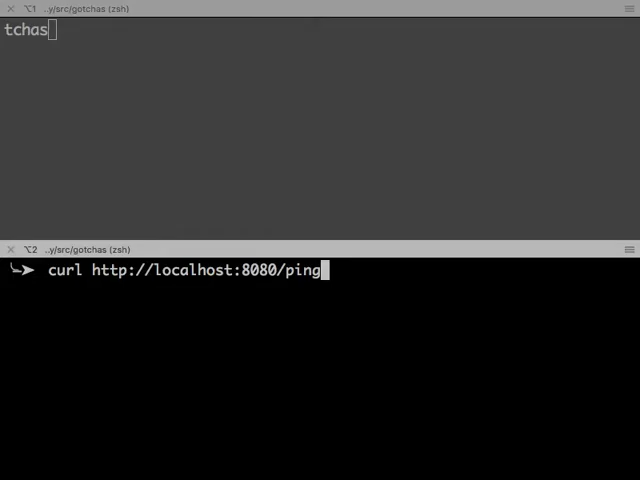 ⌥1 ..y/src/gotchas (zsh)
tchas
⌥2 ..y/src/gotchas (zsh)
curl http://localhost:8080/ping